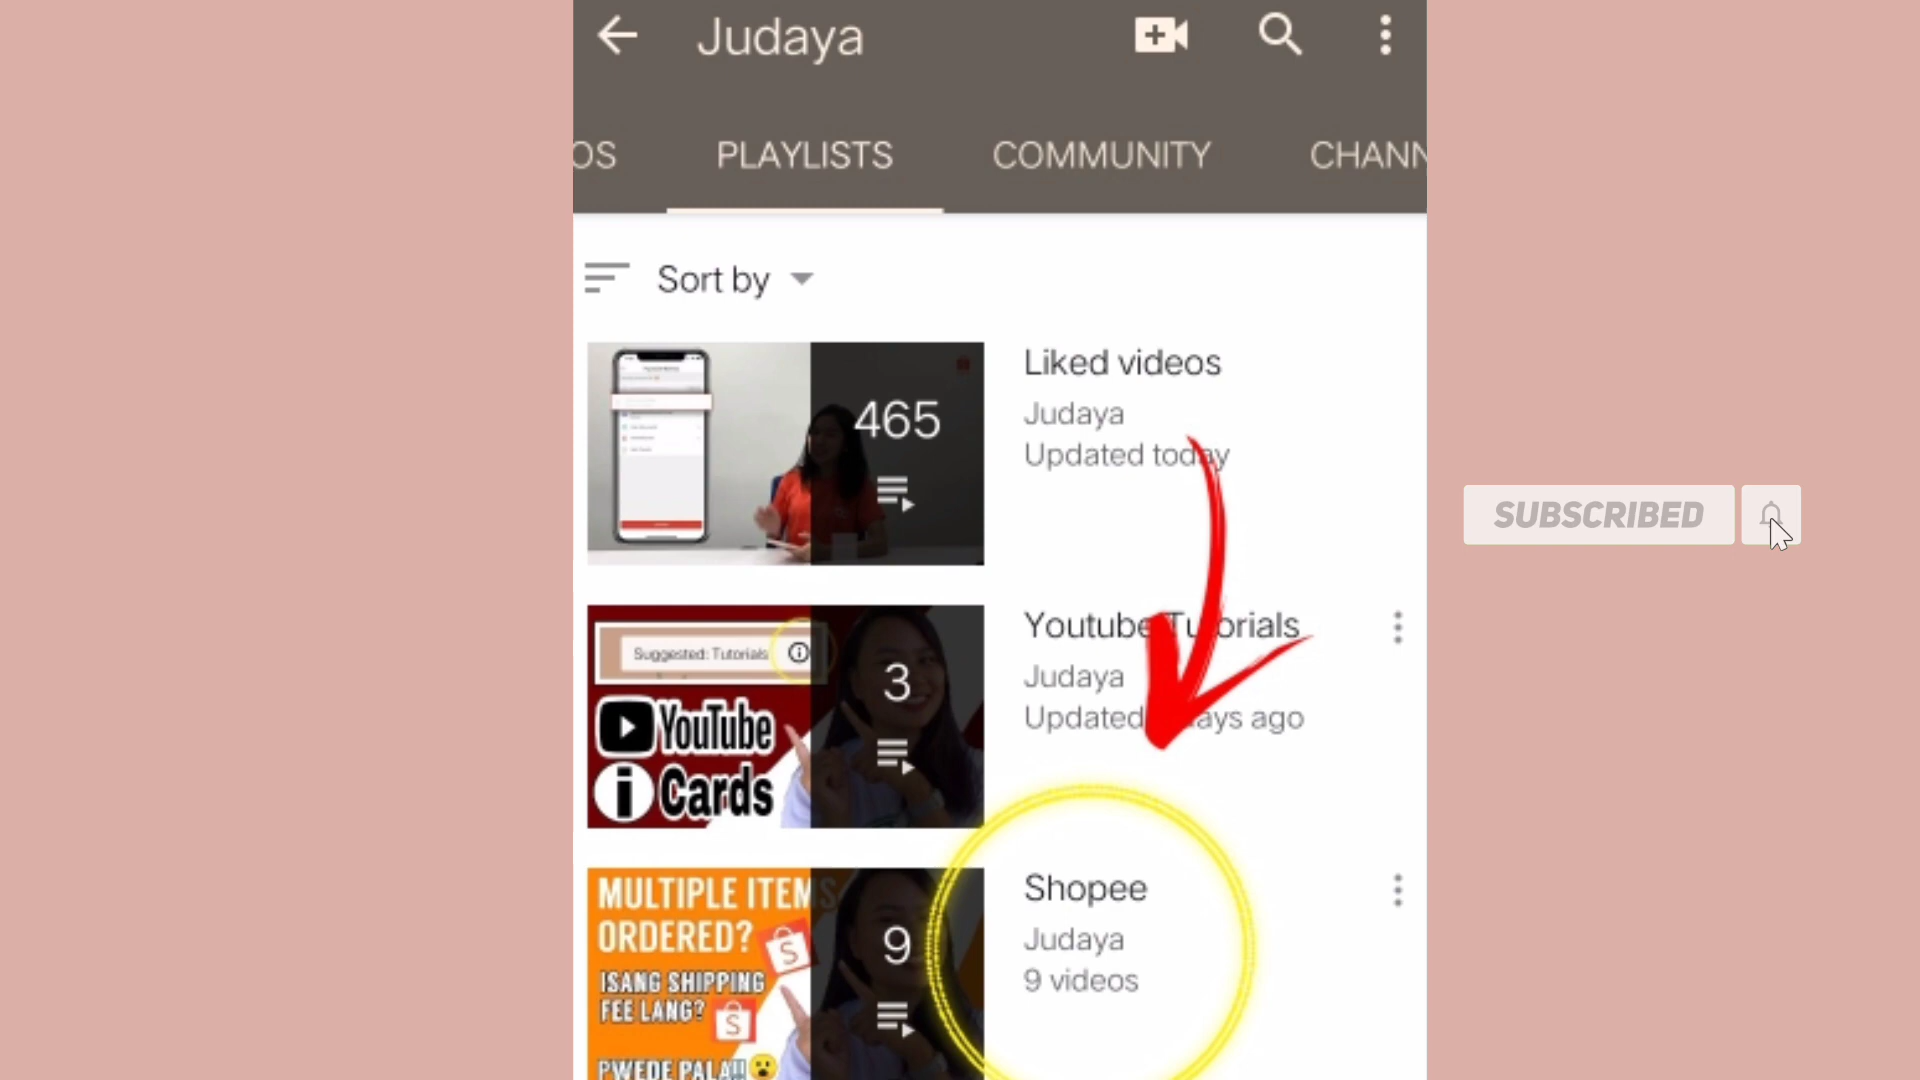 Judaya
OS PLAYLISTS COMMUNITY CHANN
Sort by
465
Liked videos
Judaya
Updated today
Suggested: Tutorials
YouTube
i Cards
3
Youtube Tutorials
Judaya
Updated days ago
MULTIPLE ITEMS
ORDERED?
S
ISANG SHIPPING
FEE LANG?
S
PWEDE PALA!!
9
Shopee
Judaya
9 videos
SUBSCRIBED